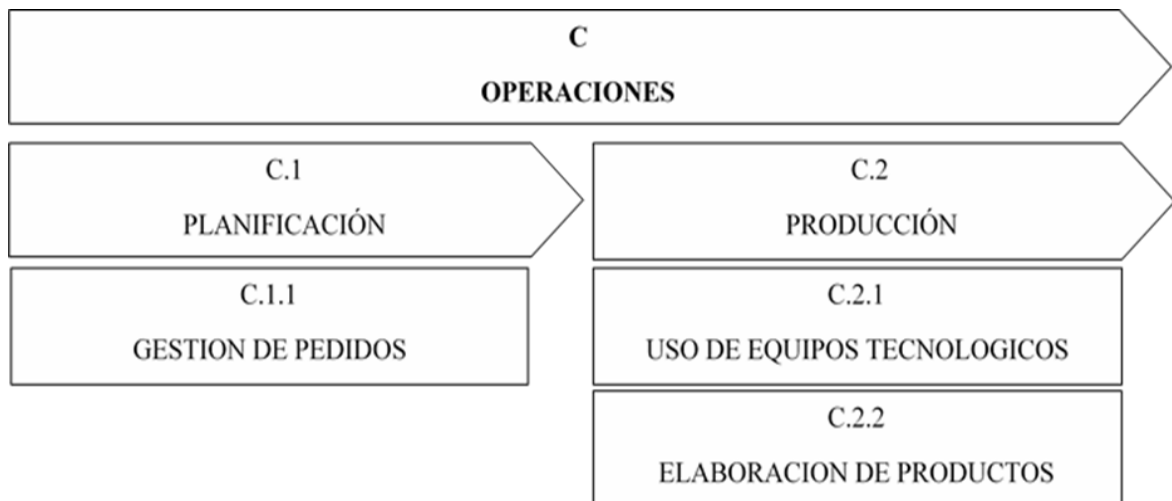 C
OPERACIONES
C.1
PLANIFICACIÓN
C.1.1
GESTION DE PEDIDOS
C.2
PRODUCCIÓN
C.2.1
USO DE EQUIPOS TECNOLOGICOS
C.2.2
ELABORACION DE PRODUCTOS